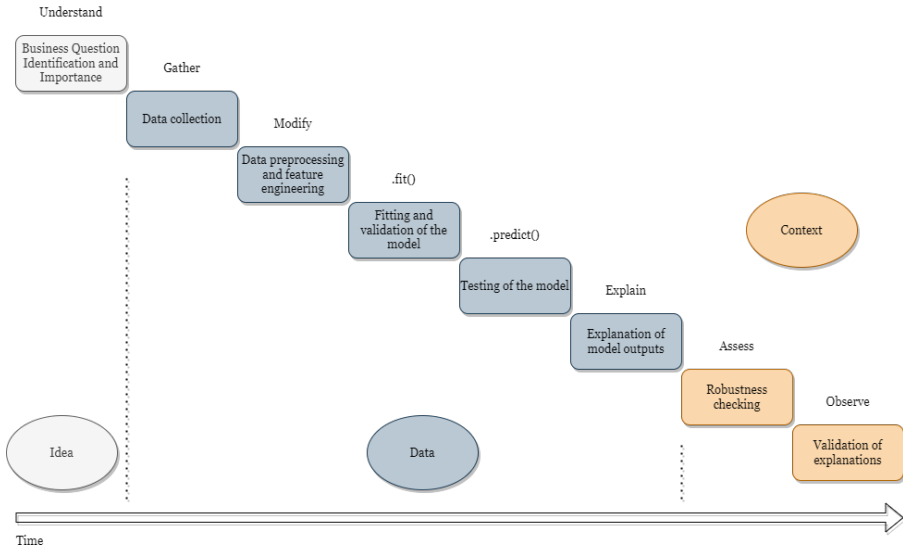 Understand
Business Question
Identification and
Importance
Gather
Data collection
Modify
Data preprocessing
and feature
engineering
.fit()
Fitting and
validation of the
model
.predict()
Testing of the model
Explain
Explanation of
model outputs
Assess
Robustness
checking
Observe
Validation of
explanations
Context
Idea
Data
Time